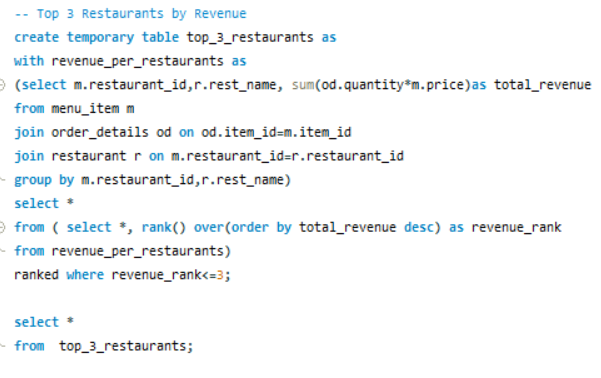 -- Top 3 Restaurants by Revenue
create temporary table top_3_restaurants as
with revenue_per_restaurants as
(select m.restaurant_id,r.rest_name, sum(od.quantity*m.price)as total_revenue
from menu_item m
join order_details od on od.item_id=m.item_id
join restaurant r on m.restaurant_id=r.restaurant_id
group by m.restaurant_id,r.rest_name)
select *
from ( select *, rank() over(order by total_revenue desc) as revenue_rank
from revenue_per_restaurants)
ranked where revenue_rank<=3;
select *
from  top_3_restaurants;